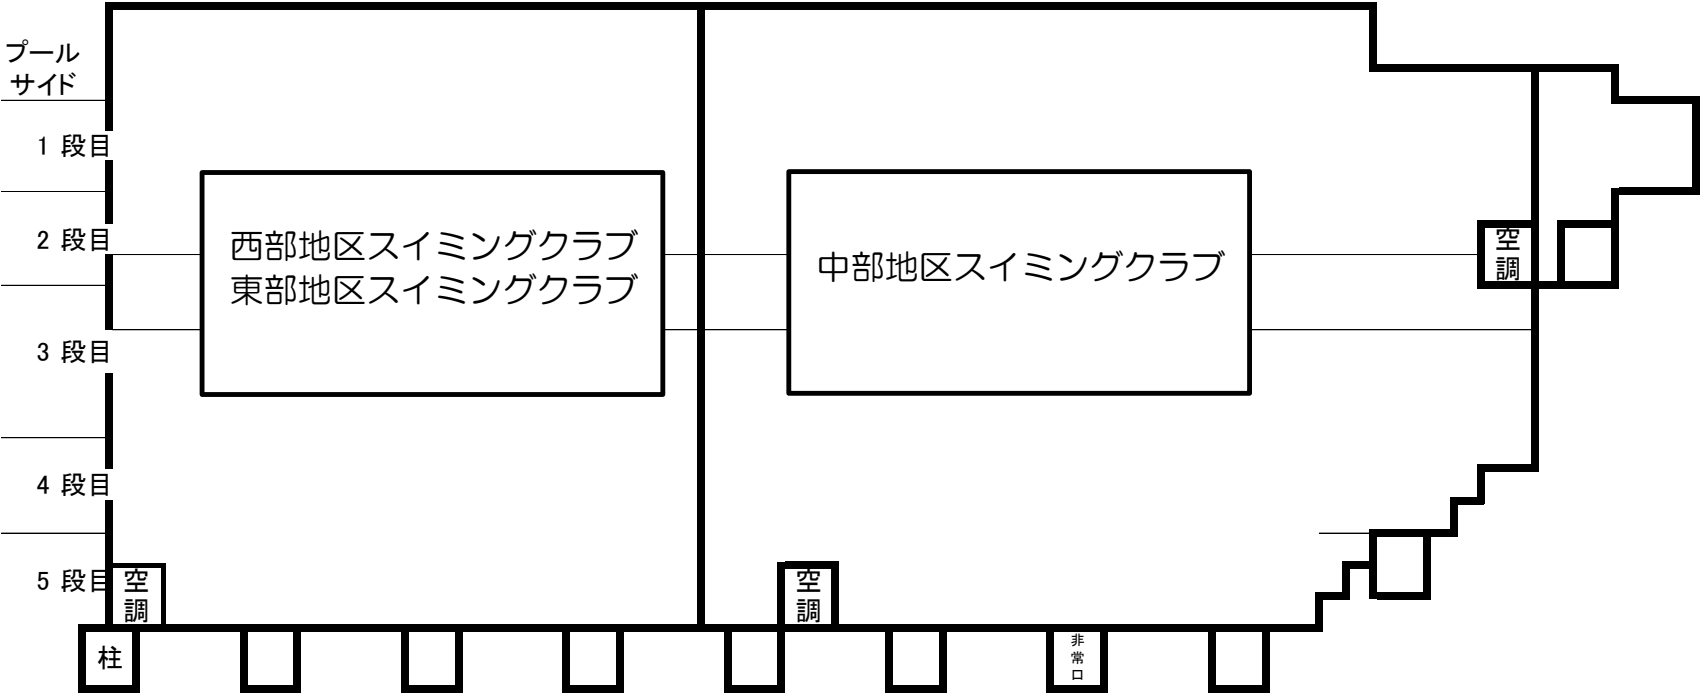 プール
サイド
1 段目
2 段目
3 段目
4 段目
5 段目
西部地区スイミングクラブ
東部地区スイミングクラブ
中部地区スイミングクラブ
空
調
空
調
空
調
柱
非
常
口